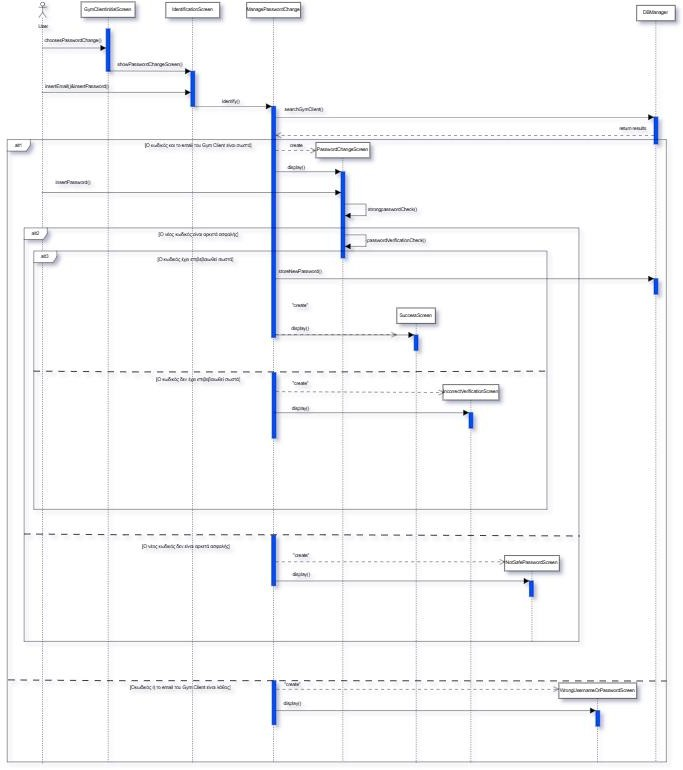 GymClientInitialScreen
IdentificationScreen
ManagePasswordChange
DBManager
User
choosesPasswordChange()
showPasswordChangeScreen()
insertEmail()&insertPassword()
identify()
searchGymClient()
return results
alt1
[Ο κωδικός και το email του Gym Client είναι σωστά]
create
PasswordChangeScreen
display()
insertPassword()
strongpasswordCheck()
alt2
[Ο νέος κωδικός είναι αρκετά ασφαλής]
passwordVerificationCheck()
alt3
[Ο κωδικός έχει επιβεβαιωθεί σωστά]
storeNewPassword()
"create"
SuccessScreen
display()
[Ο κωδικός δεν έχει επιβεβαιωθεί σωστά]
"create"
IncorrectVerificationScreen
display()
[Ο νέος κωδικός δεν είναι αρκετά ασφαλής]
"create"
NotSafePasswordScreen
display()
[Οκωδικός ή το email του Gym Client είναι λάθος]
"create"
WrongUsernameOrPasswordScreen
display()